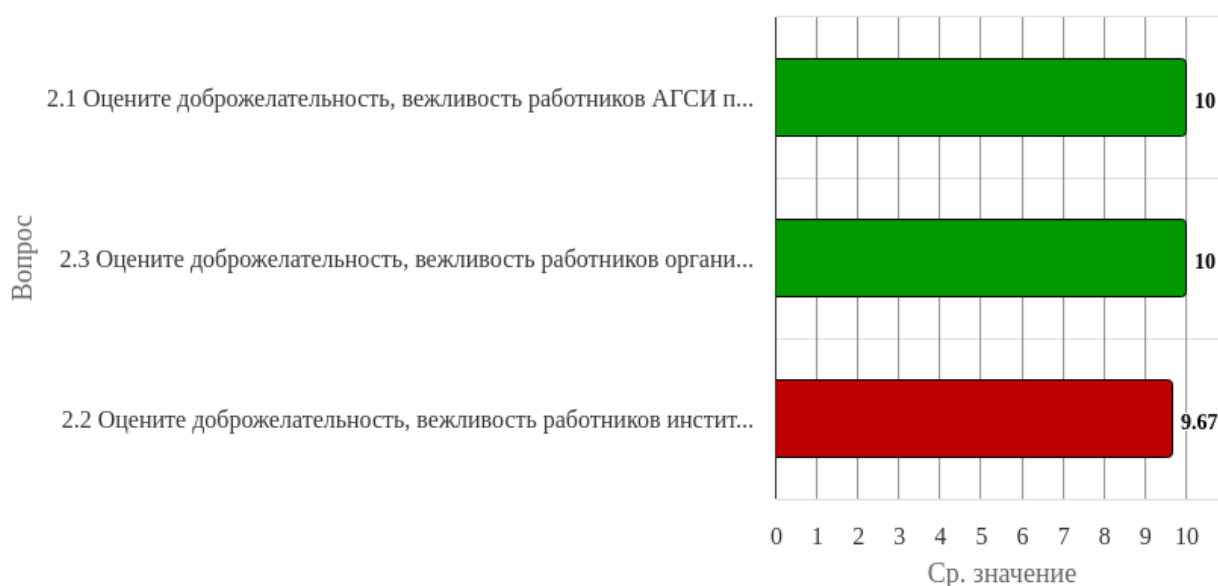 2.1 Оцените доброжелательность, вежливость работников АГСИ п...
10
2.3 Оцените доброжелательность, вежливость работников органи...
10
2.2 Оцените доброжелательность, вежливость работников инстит...
9.67
Вопрос
0 1 2 3 4 5 6 7 8 9 10
Ср. значение